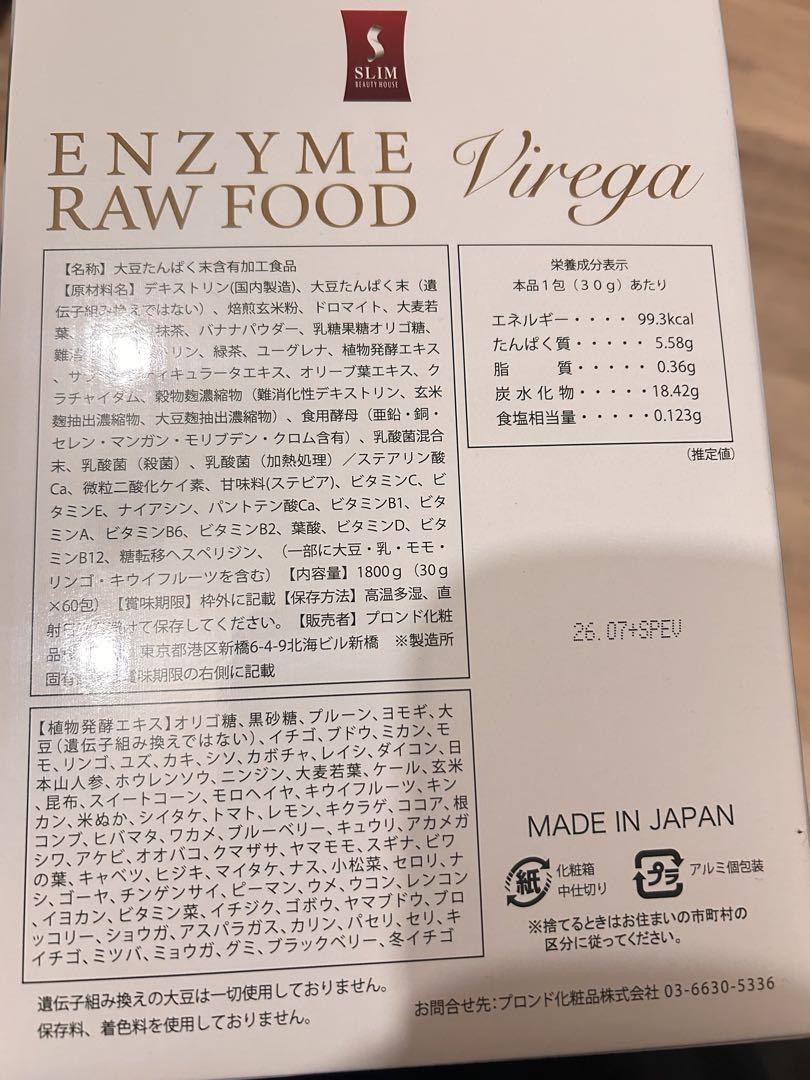 SLIM
BEAUTY HOUSE
ENZYME
RAW FOOD
Virega
【名称】大豆たんぱく末含有加工食品
【原材料名】デキストリン(国内製造)、大豆たんぱく末（遺
伝子組み換えではない）、焙煎玄米粉、ドロマイト、大麦若
葉、抹茶、バナナパウダー、乳糖果糖オリゴ糖、
難消リン、緑茶、ユーグレナ、植物発酵エキス
、サラティキュラータエキス、オリーブ葉エキス、ク
ラチャイダム、穀物麹濃縮物（難消化性デキストリン、玄米
麹抽出濃縮物、大豆麹抽出濃縮物）、食用酵母（亜鉛・銅・
セレン・マンガン・モリブデン・クロム含有）、乳酸菌混合
末、乳酸菌（殺菌）、乳酸菌（加熱処理）／ステアリン酸
Ca、微粒二酸化ケイ素、甘味料(ステビア)、ビタミンC、ビ
タミンE、ナイアシン、パントテン酸Ca、ビタミンB1、ビタ
ミンA、ビタミンB6、ビタミンB2、葉酸、ビタミンD、ビタ
ミンB12、糖転移ヘスペリジン、（一部に大豆・乳・モモ・
リンゴ・キウイフルーツを含む）【内容量】1800g（30g
×60包）【賞味期限】枠外に記載【保存方法】高温多湿、直
射けて保存してください。【販売者】プロンド化粧
品東京都港区新橋6-4-9北海ビル新橋 ※製造所
固有賞味期限の右側に記載
栄養成分表示
本品1包（30g）あたり
エネルギー・・・・99.3kcal
たんぱく質・・・・・5.58g
脂 質・・・・・0.36g
炭水化物・・・・・18.42g
食塩相当量・・・・・0.123g
（推定値）
26.07+SPEV
【植物発酵エキス】オリゴ糖、黒砂糖、プルーン、ヨモギ、大
豆（遺伝子組み換えではない）、イチゴ、ブドウ、ミカン、モ
モ、リンゴ、ユズ、カキ、シソ、カボチャ、レイシ、ダイコン、日
本山人参、ホウレンソウ、ニンジン、大麦若葉、ケール、玄米
、昆布、スイートコーン、モロヘイヤ、キウイフルーツ、キン
カン、米ぬか、シイタケ、トマト、レモン、キクラゲ、ココア、根
コンブ、ヒバマタ、ワカメ、ブルーベリー、キュウリ、アカメガ
シワ、アケビ、オオバコ、クマザサ、ヤマモモ、スギナ、ビワ
の葉、キャベツ、ヒジキ、マイタケ、ナス、小松菜、セロリ、ナ
シ、ゴーヤ、チンゲンサイ、ピーマン、ウメ、ウコン、レンコン
、イヨカン、ビタミン菜、イチジク、ゴボウ、ヤマブドウ、ブロ
ッコリー、ショウガ、アスパラガス、カリン、パセリ、セリ、キ
イチゴ、ミツバ、ミョウガ、グミ、ブラックベリー、冬イチゴ
MADE IN JAPAN
紙
化粧箱
中仕切り
プラ
アルミ個包装
※捨てるときはお住まいの市町村の
区分に従ってください。
遺伝子組み換えの大豆は一切使用しておりません。
保存料、着色料を使用しておりません。
お問合せ先：プロンド化粧品株式会社 03-6630-5336